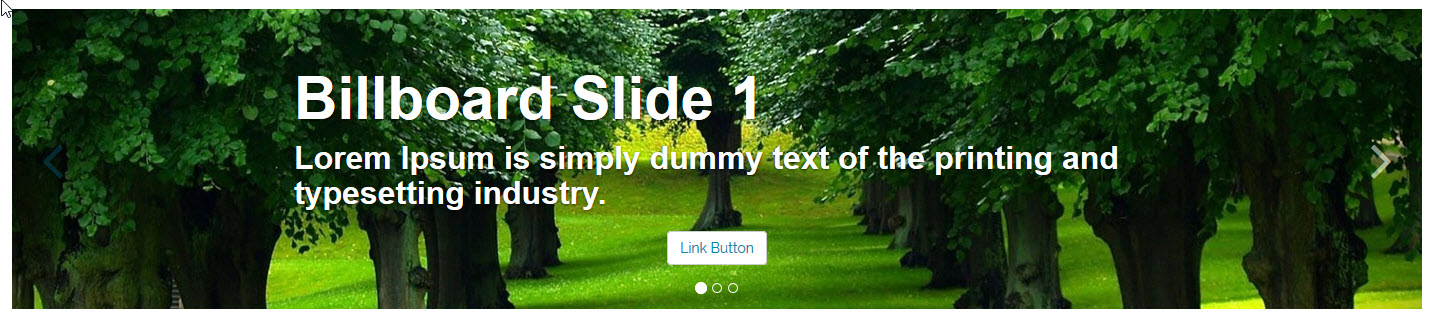 Billboard Slide 1
Lorem Ipsum is simply dummy text of the printing and
typesetting industry.
Link Button